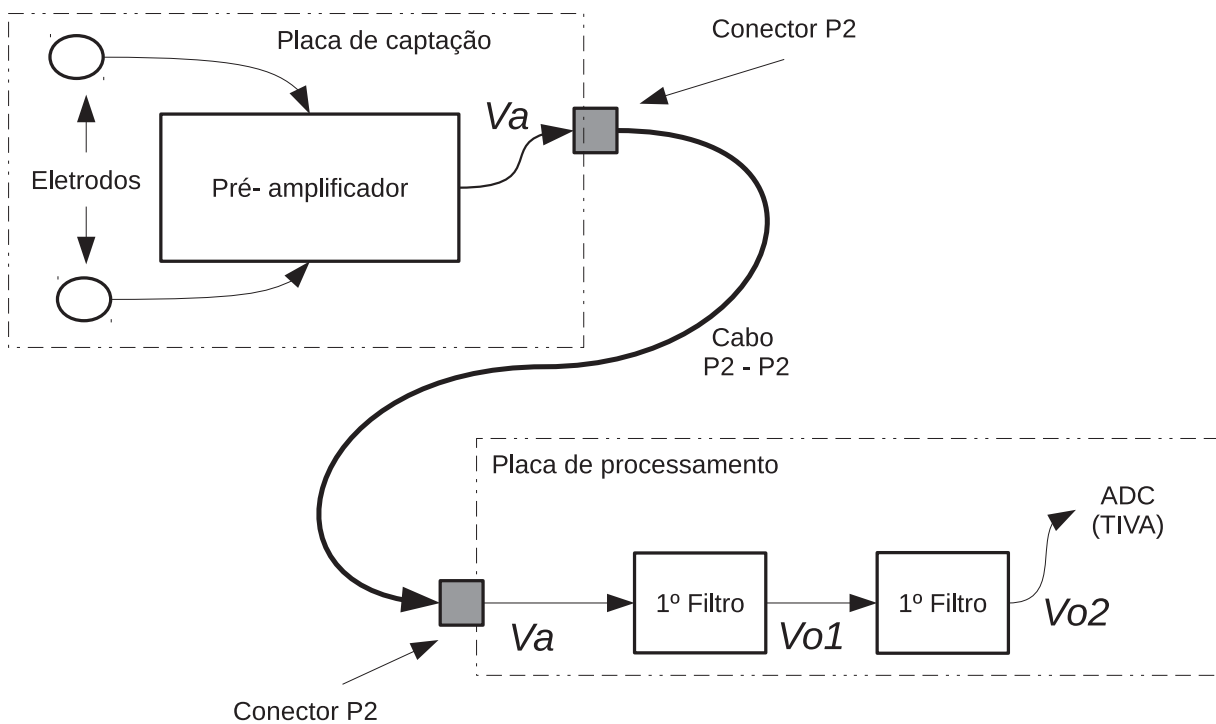 Placa de captação
Conector P2
Va
Eletrodos
Pré- amplificador
Cabo
P2 - P2
Placa de processamento
ADC
(TIVA)
1º Filtro
1º Filtro
Va
Vo1
Vo2
Conector P2